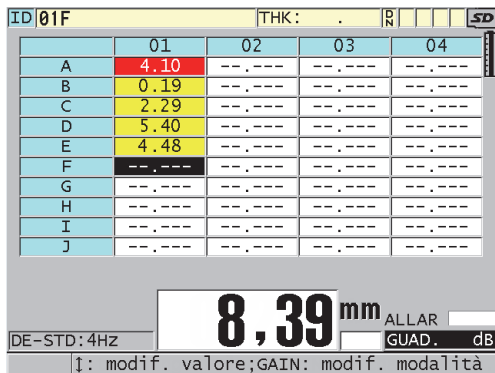 ID 01F THK: . DN SD
01 02 03 04
A 4.10 --.--- --.--- --.---
B 0.19 --.--- --.--- --.---
C 2.29 --.--- --.--- --.---
D 5.40 --.--- --.--- --.---
E 4.48 --.--- --.--- --.---
F --.--- --.--- --.--- --.---
G --.--- --.--- --.--- --.---
H --.--- --.--- --.--- --.---
I --.--- --.--- --.--- --.---
J --.--- --.--- --.--- --.---
8,39 mm ALLAR
DE-STD:4Hz GUAD. dB
↕: modif. valore;GAIN: modif. modalità